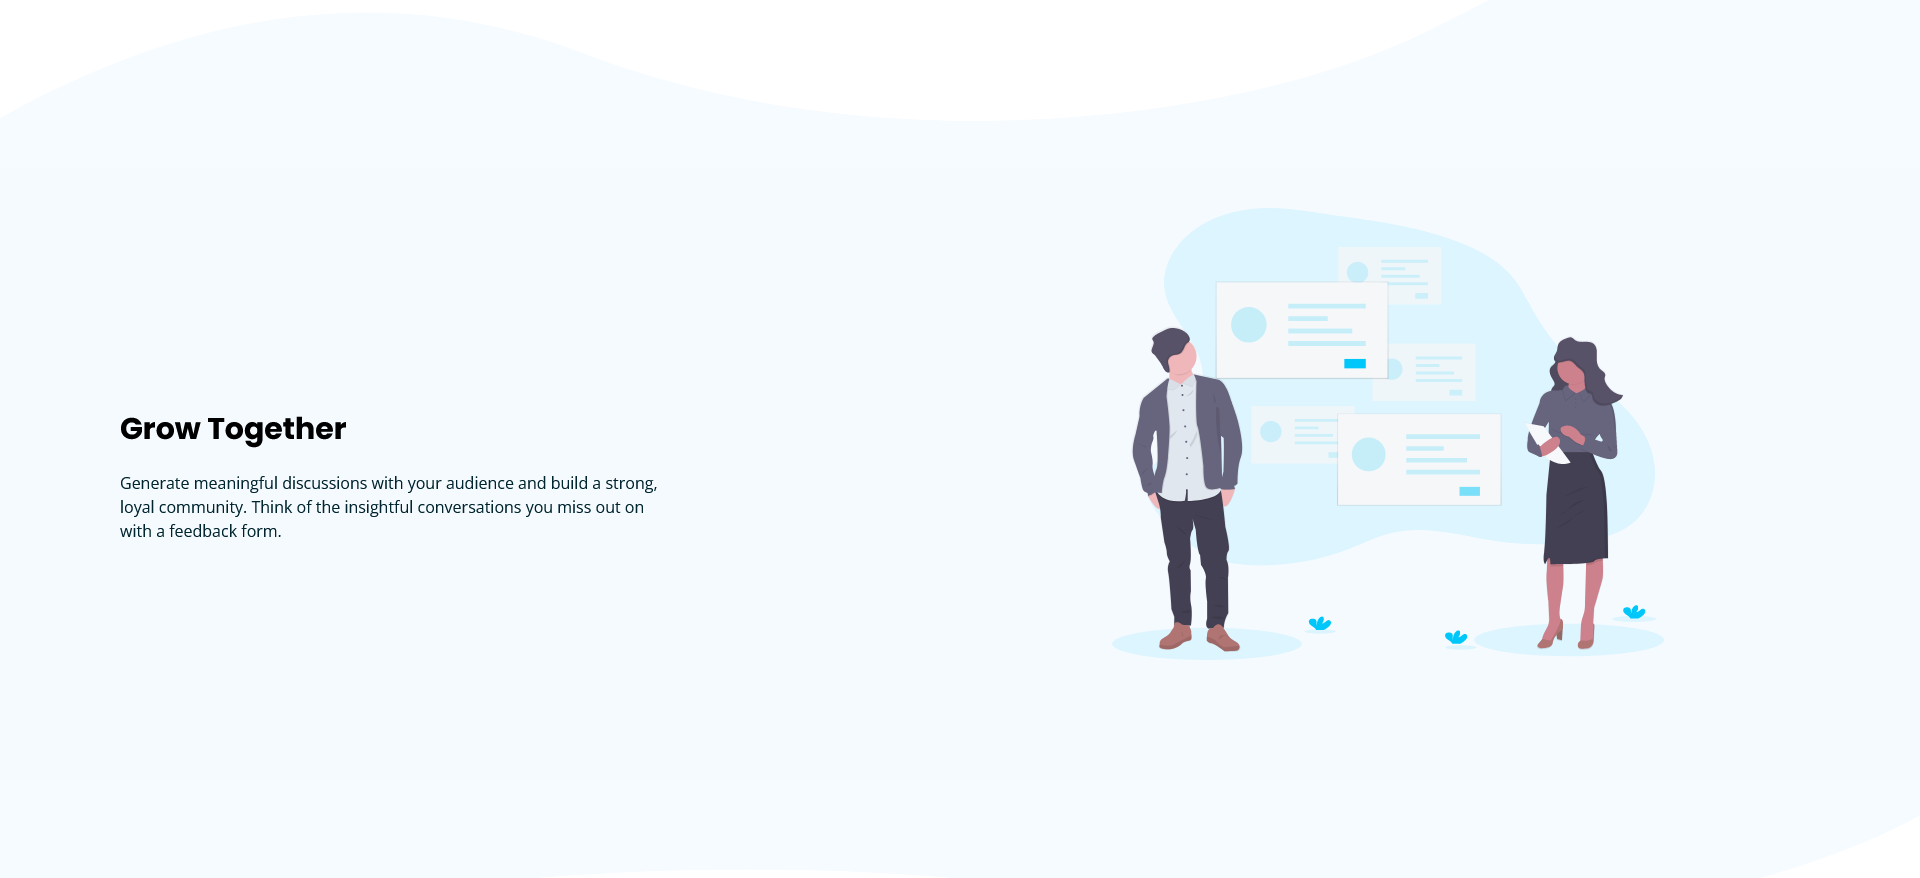 Grow Together
Generate meaningful discussions with your audience and build a strong,
loyal community. Think of the insightful conversations you miss out on
with a feedback form.